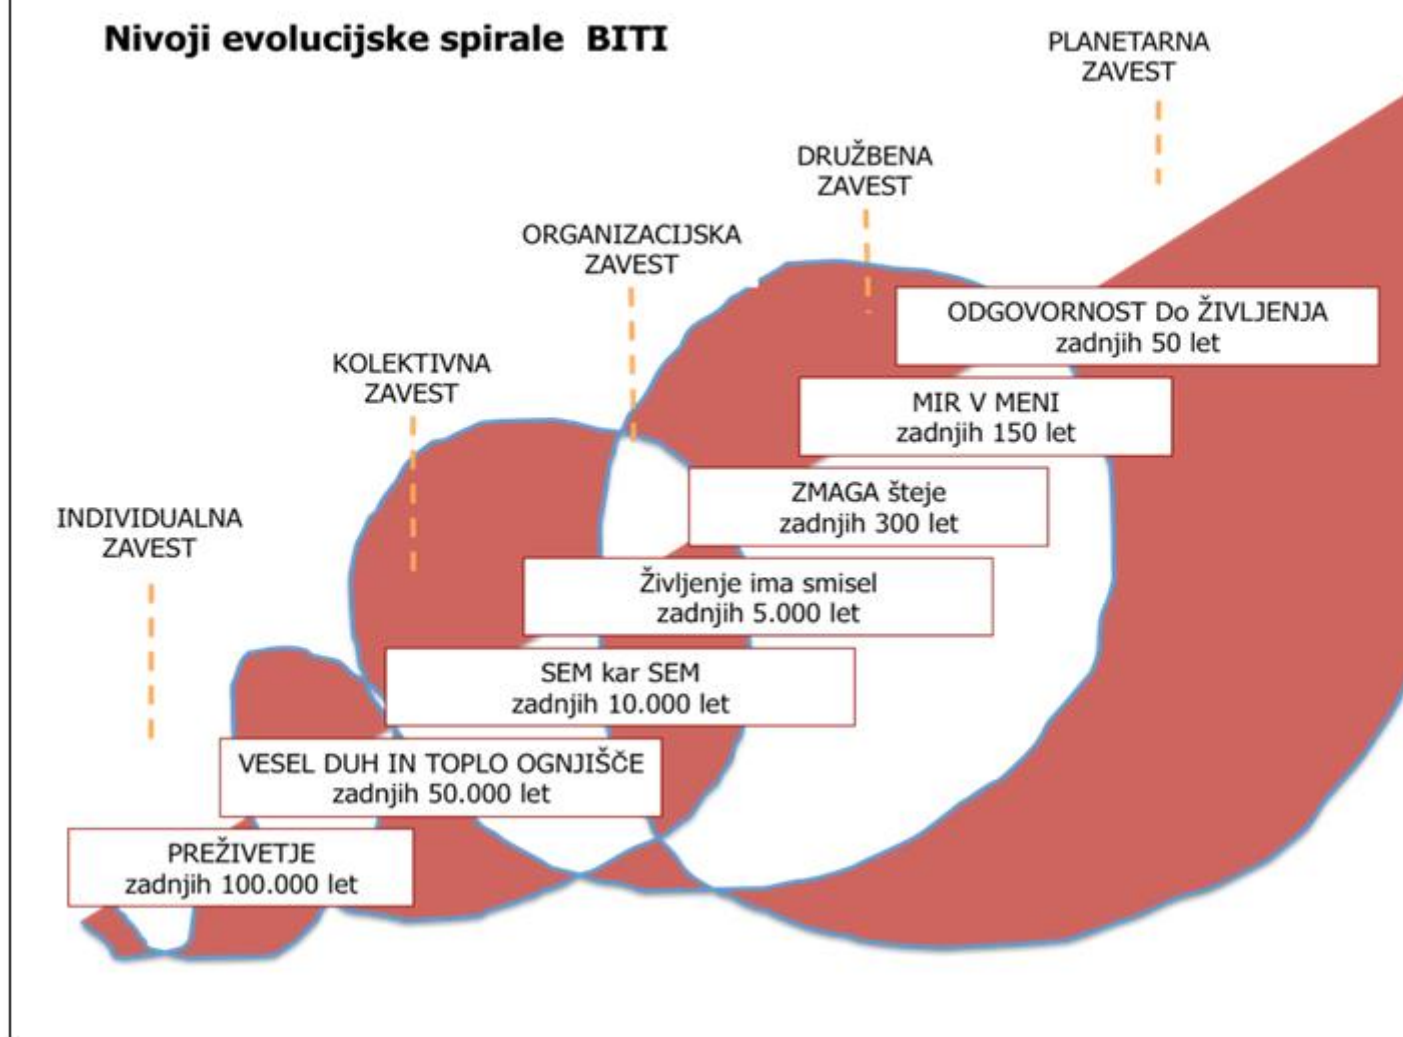 Nivoji evolucijske spirale BITI
PLANETARNA
ZAVEST
DRUŽBENA
ZAVEST
ORGANIZACIJSKA
ZAVEST
KOLEKTIVNA
ZAVEST
INDIVIDUALNA
ZAVEST
ODGOVORNOST Do ŽIVLJENJA
zadnjih 50 let
MIR V MENI
zadnjih 150 let
ZMAGA šteje
zadnjih 300 let
Življenje ima smisel
zadnjih 5.000 let
SEM kar SEM
zadnjih 10.000 let
VESEL DUH IN TOPLO OGNJIŠČE
zadnjih 50.000 let
PREŽIVETJE
zadnjih 100.000 let